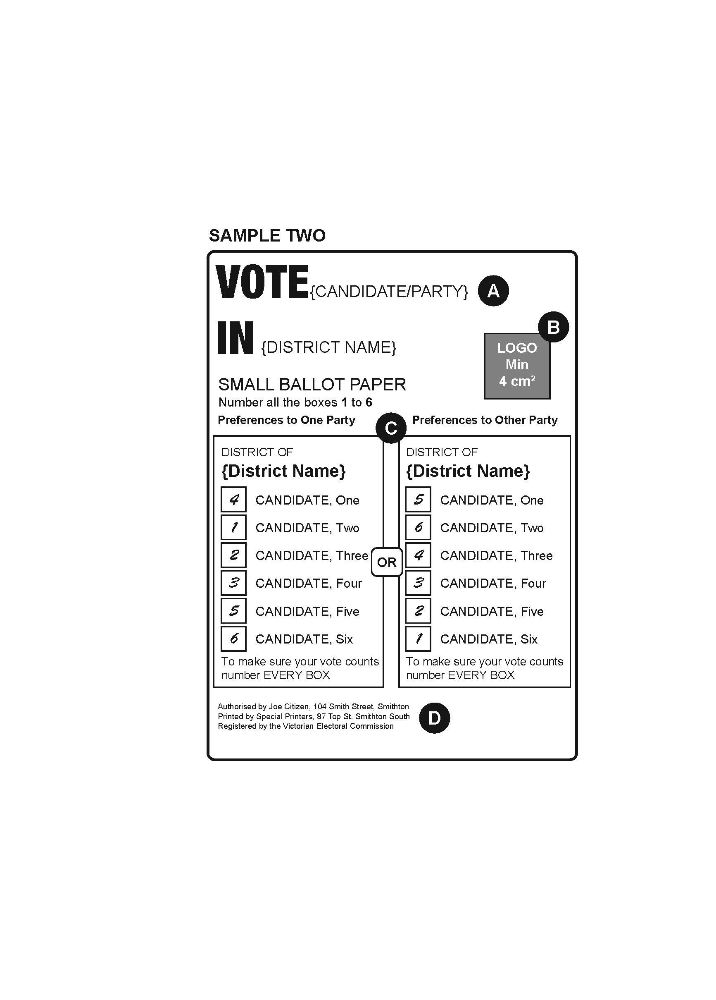 SAMPLE TWO
VOTE {CANDIDATE/PARTY} A
B
IN {DISTRICT NAME}
LOGO
Min
4 cm²
SMALL BALLOT PAPER
Number all the boxes 1 to 6
Preferences to One Party
C
Preferences to Other Party
DISTRICT OF
{District Name}
4 CANDIDATE, One
1 CANDIDATE, Two
2 CANDIDATE, Three
3 CANDIDATE, Four
5 CANDIDATE, Five
6 CANDIDATE, Six
To make sure your vote counts
number EVERY BOX
OR
DISTRICT OF
{District Name}
5 CANDIDATE, One
6 CANDIDATE, Two
4 CANDIDATE, Three
3 CANDIDATE, Four
2 CANDIDATE, Five
1 CANDIDATE, Six
To make sure your vote counts
number EVERY BOX
Authorised by Joe Citizen, 104 Smith Street, Smithton
Printed by Special Printers, 87 Top St. Smithton South
Registered by the Victorian Electoral Commission
D